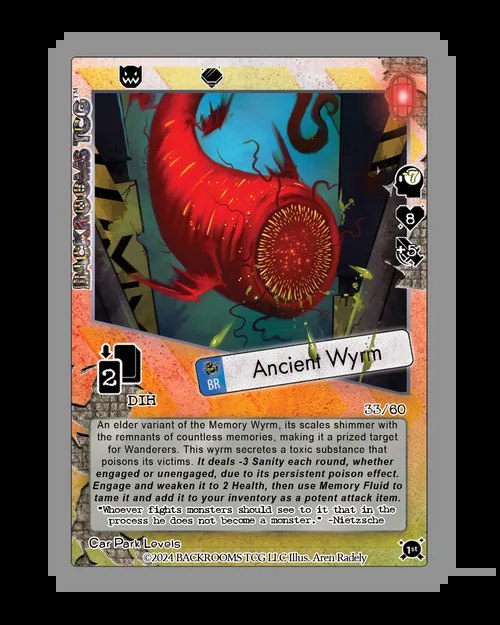 BACKROOMS TCG™
7
8
+5
Ancient Wyrm
BR
2
DIH
33/60
An elder variant of the Memory Wyrm, its scales shimmer with
the remnants of countless memories, making it a prized target
for Wanderers. This wyrm secretes a toxic substance that
poisons its victims. It deals -3 Sanity each round, whether
engaged or unengaged, due to its persistent poison effect.
Engage and weaken it to 2 Health, then use Memory Fluid to
tame it and add it to your inventory as a potent attack item.
"Whoever fights monsters should see to it that in the
process he does not become a monster." -Nietzsche
Car Park Levels
©2024 BACKROOMS TCG LLC Illus. Aren Radely
1st